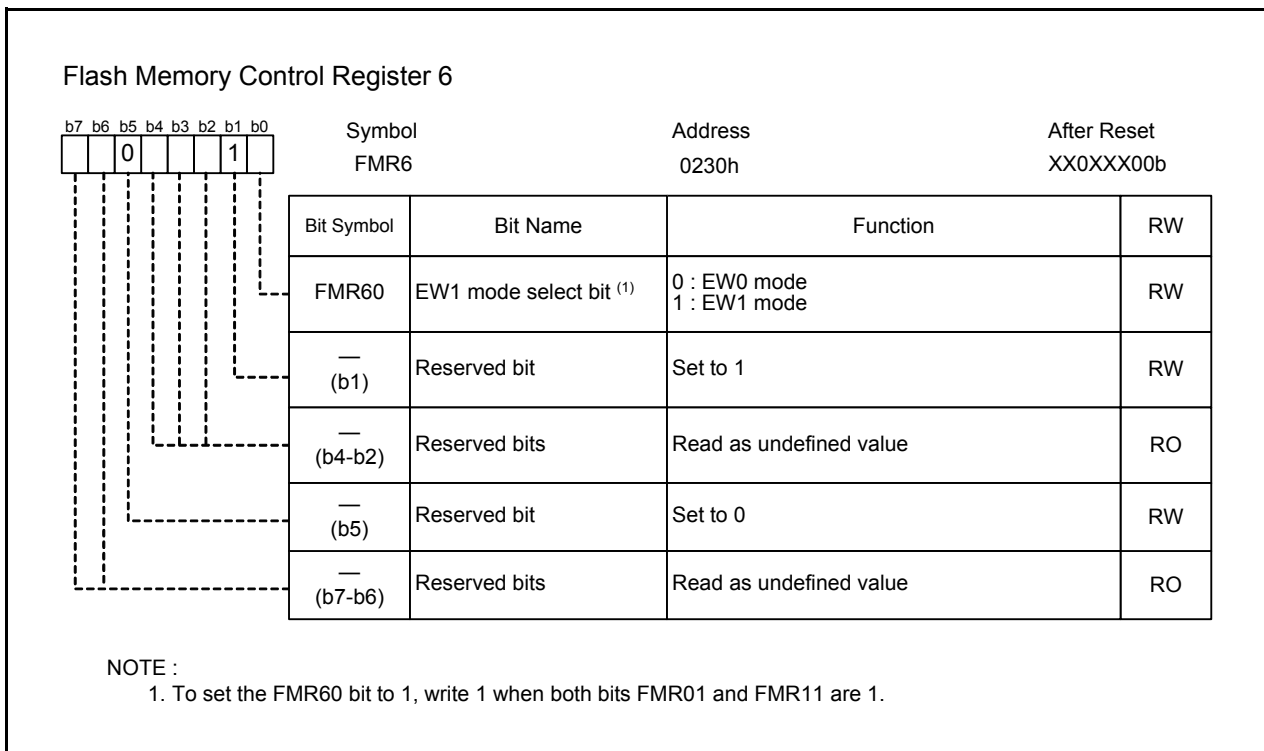 Flash Memory Control Register 6
b7 b6 b5 b4 b3 b2 b1 b0
0 1
Symbol Address After Reset
FMR6 0230h XX0XXX00b
Bit Symbol Bit Name Function RW
FMR60 EW1 mode select bit (1) 0 : EW0 mode
1 : EW1 mode RW
—
(b1) Reserved bit Set to 1 RW
—
(b4-b2) Reserved bits Read as undefined value RO
—
(b5) Reserved bit Set to 0 RW
—
(b7-b6) Reserved bits Read as undefined value RO
NOTE :
1. To set the FMR60 bit to 1, write 1 when both bits FMR01 and FMR11 are 1.